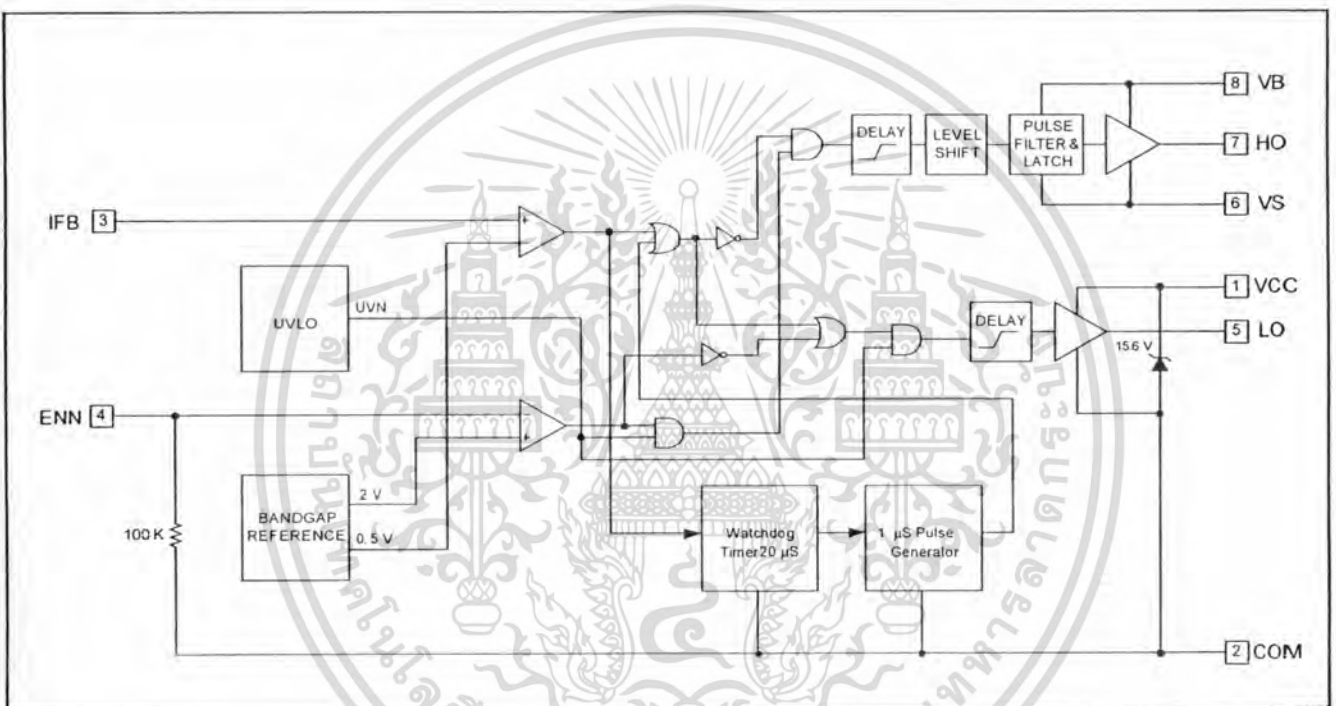 8 VB
DELAY
LEVEL
SHIFT
PULSE
FILTER &
LATCH
7 HO
IFB 3
+
-
6 VS
UVLO
UVN
1 VCC
DELAY
5 LO
15.6 V
ENN 4
-
+
2 V
BANDGAP
REFERENCE
0.5 V
100 K
Watchdog
Timer20 µS
1 µS Pulse
Generator
2 COM